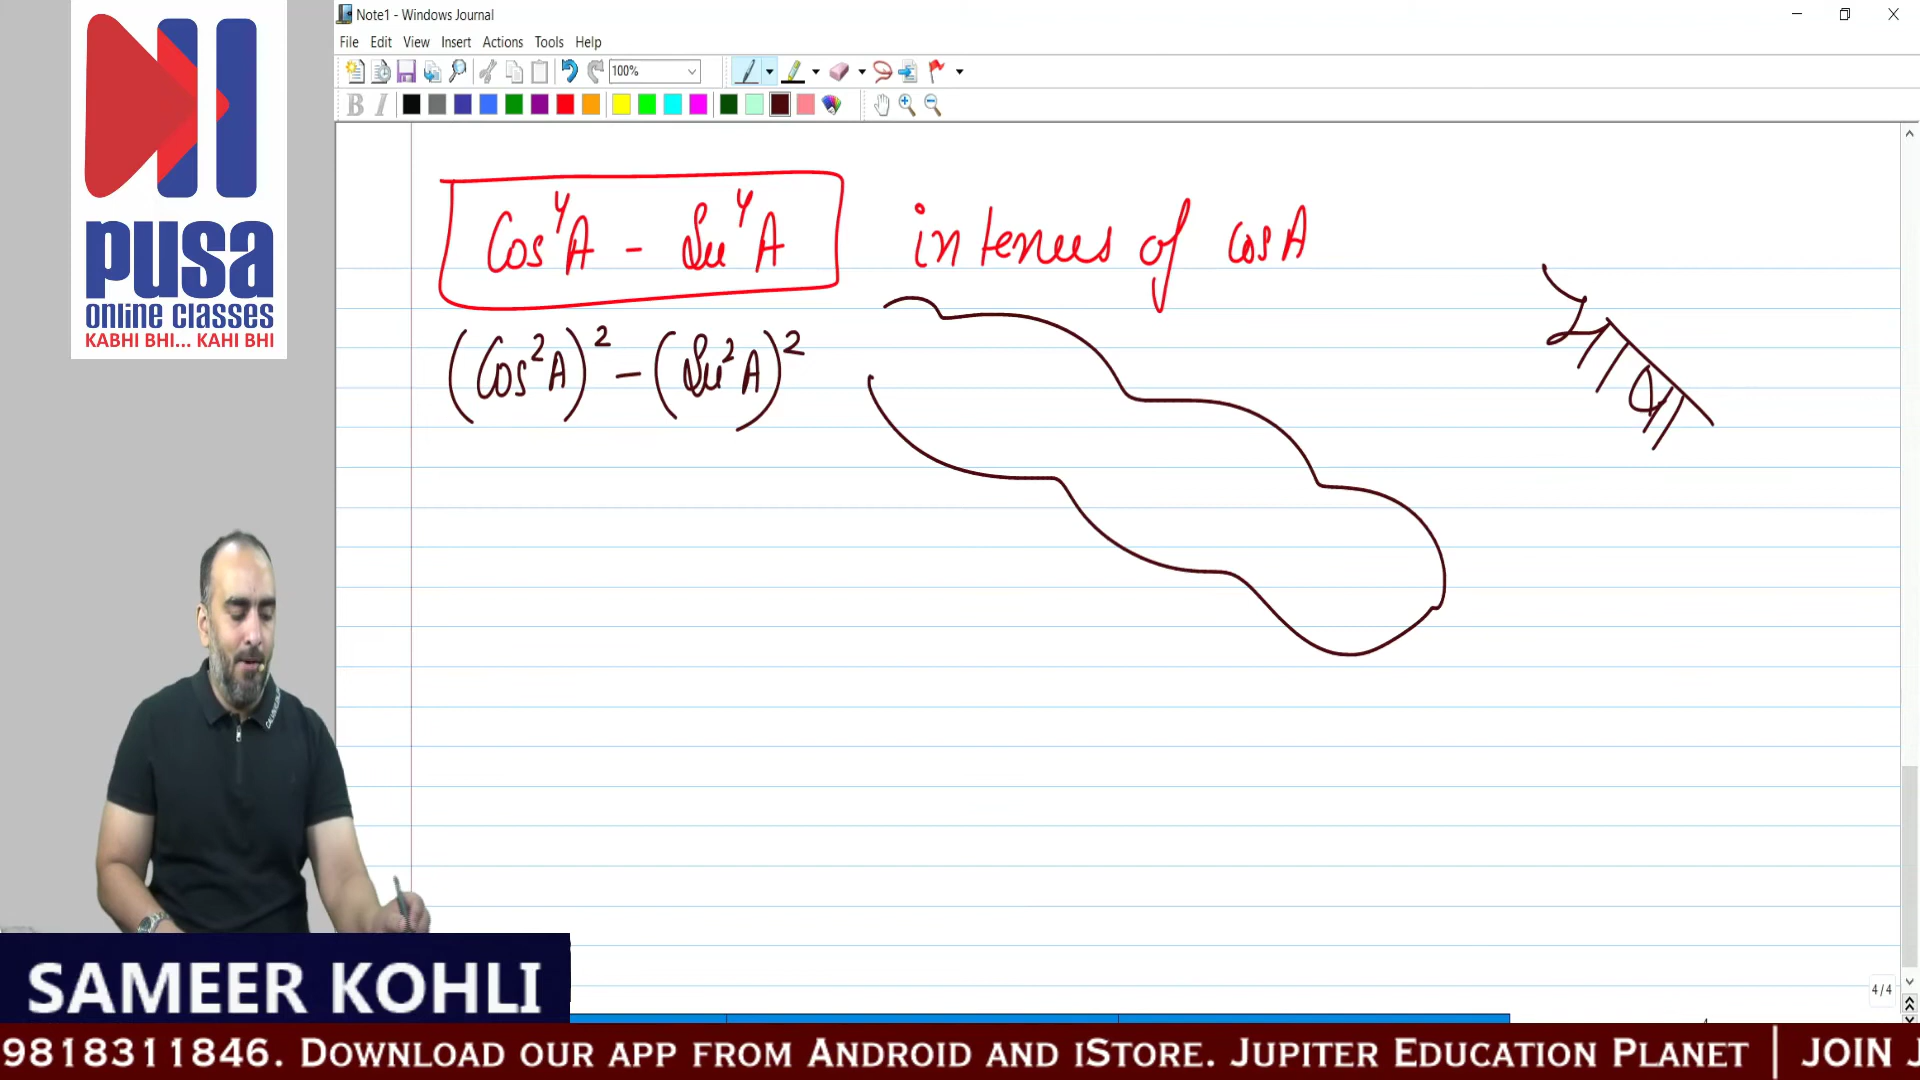 Note1 - Windows Journal
File Edit View Insert Actions Tools Help
100%
B I
PUSA
ONLINE CLASSES
KABHI BHI... KAHI BHI
Cos⁴A - Sin⁴A in tenues of cosA
(Cos²A)² - (Sin²A)²
4/4
SAMEER KOHLI
9818311846. DOWNLOAD OUR APP FROM ANDROID AND ISTORE. JUPITER EDUCATION PLANET | JOIN